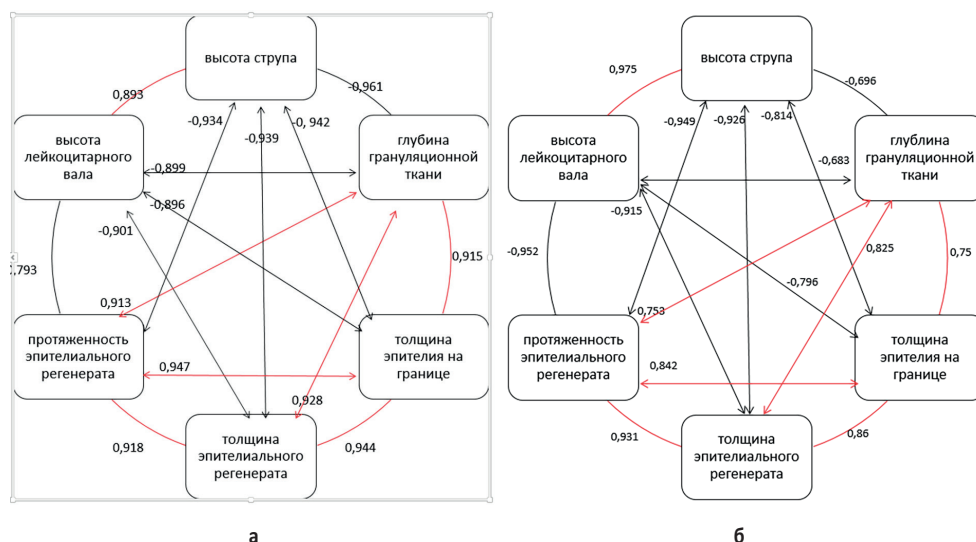 высота струпа
0,893
-0,961
-0,934
-0,939
-0, 942
высота
лейкоцитарного
вала
глубина
грануляционной
ткани
-0,899
-0,896
-0,901
0,915
,793
0,913
протяженность
эпителиального
регенерата
0,947
толщина
эпителия на
границе
0,928
0,918
0,944
толщина
эпителиального
регенерата
а
высота струпа
0,975
-0,696
-0,949
-0,926
-0,814
высота
лейкоцитарного
вала
глублина
грануляционной
ткани
-0,683
-0,915
-0,952
0,825
0,75
-0,796
0,753
протяженность
эпителиального
регенерата
0,842
толщина
эпителия на
границе
0,931
0,86
толщина
эпителиального
регенерата
б